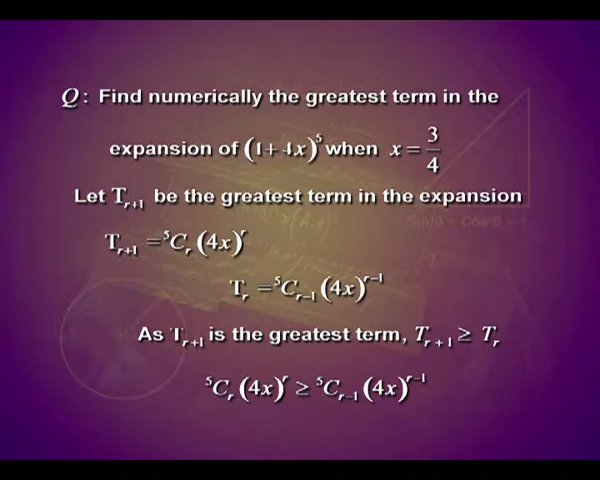 Q: Find numerically the greatest term in the
expansion of (1+4x)^5 when x = 3/4
Let T_{r+1} be the greatest term in the expansion
T_{r+1} = ^5C_r (4x)^r
T_r = ^5C_{r-1} (4x)^{r-1}
As T_{r+1} is the greatest term, T_{r+1} ≥ T_r
^5C_r (4x)^r ≥ ^5C_{r-1} (4x)^{r-1}